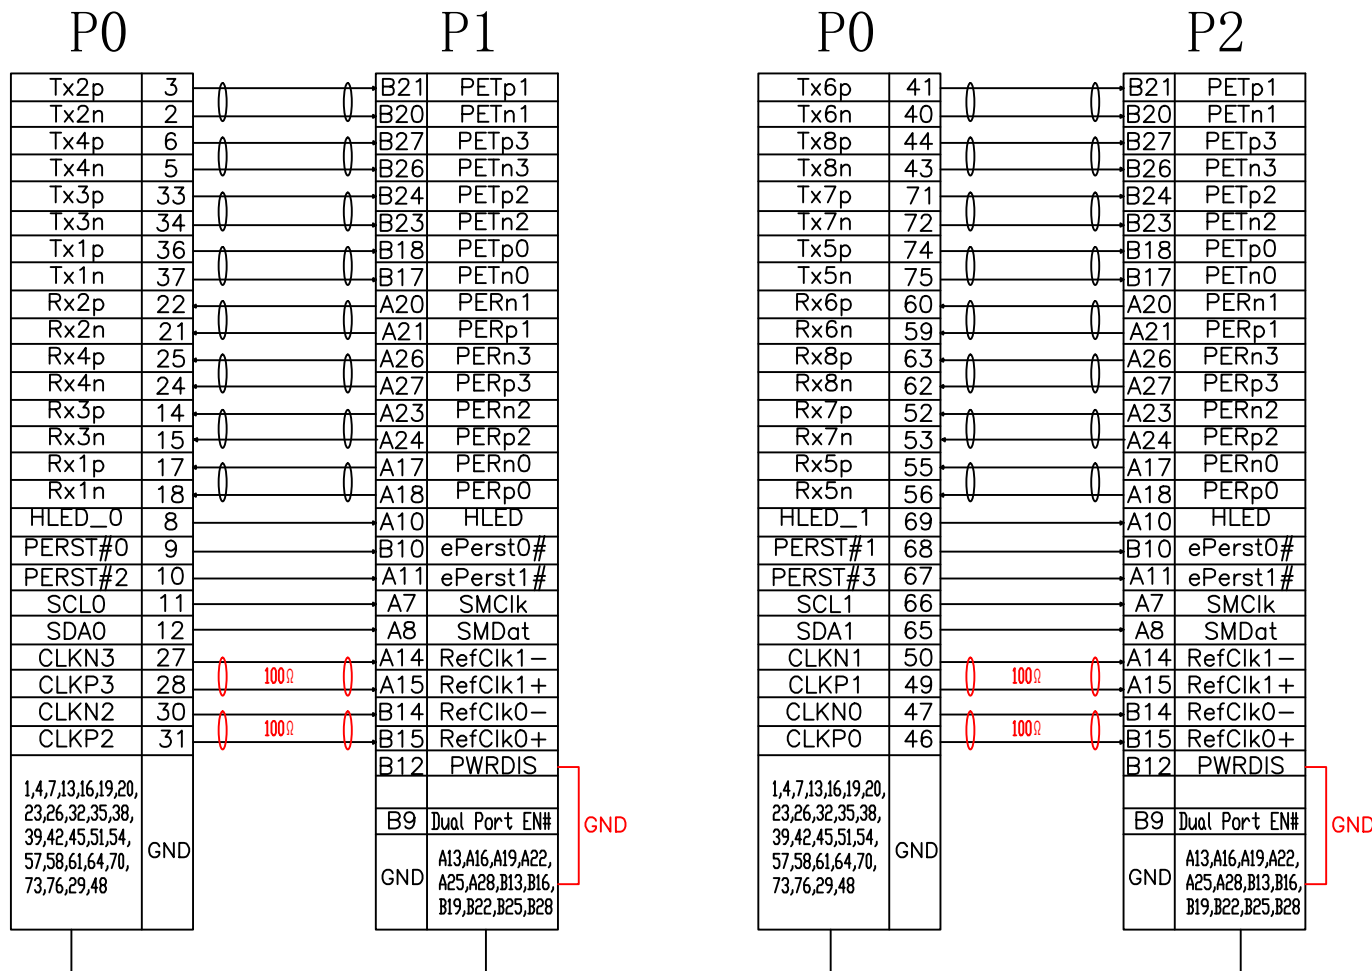 P0 P1 P0 P2
Tx2p 3 B21 PETp1 Tx6p 41 B21 PETp1
Tx2n 2 B20 PETn1 Tx6n 40 B20 PETn1
Tx4p 6 B27 PETp3 Tx8p 44 B27 PETp3
Tx4n 5 B26 PETn3 Tx8n 43 B26 PETn3
Tx3p 33 B24 PETp2 Tx7p 71 B24 PETp2
Tx3n 34 B23 PETn2 Tx7n 72 B23 PETn2
Tx1p 36 B18 PETp0 Tx5p 74 B18 PETp0
Tx1n 37 B17 PETn0 Tx5n 75 B17 PETn0
Rx2p 22 A20 PERn1 Rx6p 60 A20 PERn1
Rx2n 21 A21 PERp1 Rx6n 59 A21 PERp1
Rx4p 25 A26 PERn3 Rx8p 63 A26 PERn3
Rx4n 24 A27 PERp3 Rx8n 62 A27 PERp3
Rx3p 14 A23 PERn2 Rx7p 52 A23 PERn2
Rx3n 15 A24 PERp2 Rx7n 53 A24 PERp2
Rx1p 17 A17 PERn0 Rx5p 55 A17 PERn0
Rx1n 18 A18 PERp0 Rx5n 56 A18 PERp0
HLED_0 8 A10 HLED HLED_1 69 A10 HLED
PERST#0 9 B10 ePerst0# PERST#1 68 B10 ePerst0#
PERST#2 10 A11 ePerst1# PERST#3 67 A11 ePerst1#
SCL0 11 A7 SMClk SCL1 66 A7 SMClk
SDA0 12 A8 SMDat SDA1 65 A8 SMDat
CLKN3 27 A14 RefClk1- CLKN1 50 A14 RefClk1-
100Ω 100Ω
CLKP3 28 A15 RefClk1+ CLKP1 49 A15 RefClk1+
CLKN2 30 B14 RefClk0- CLKN0 47 B14 RefClk0-
100Ω 100Ω
CLKP2 31 B15 RefClk0+ CLKP0 46 B15 RefClk0+
B12 PWRDIS B12 PWRDIS
1,4,7,13,16,19,20, 1,4,7,13,16,19,20,
23,26,32,35,38, B9 Dual Port EN# GND 23,26,32,35,38, B9 Dual Port EN# GND
39,42,45,51,54, GND 39,42,45,51,54, GND
57,58,61,64,70, A13,A16,A19,A22, 57,58,61,64,70, A13,A16,A19,A22,
73,76,29,48 GND A25,A28,B13,B16, 73,76,29,48 GND A25,A28,B13,B16,
B19,B22,B25,B28 B19,B22,B25,B28